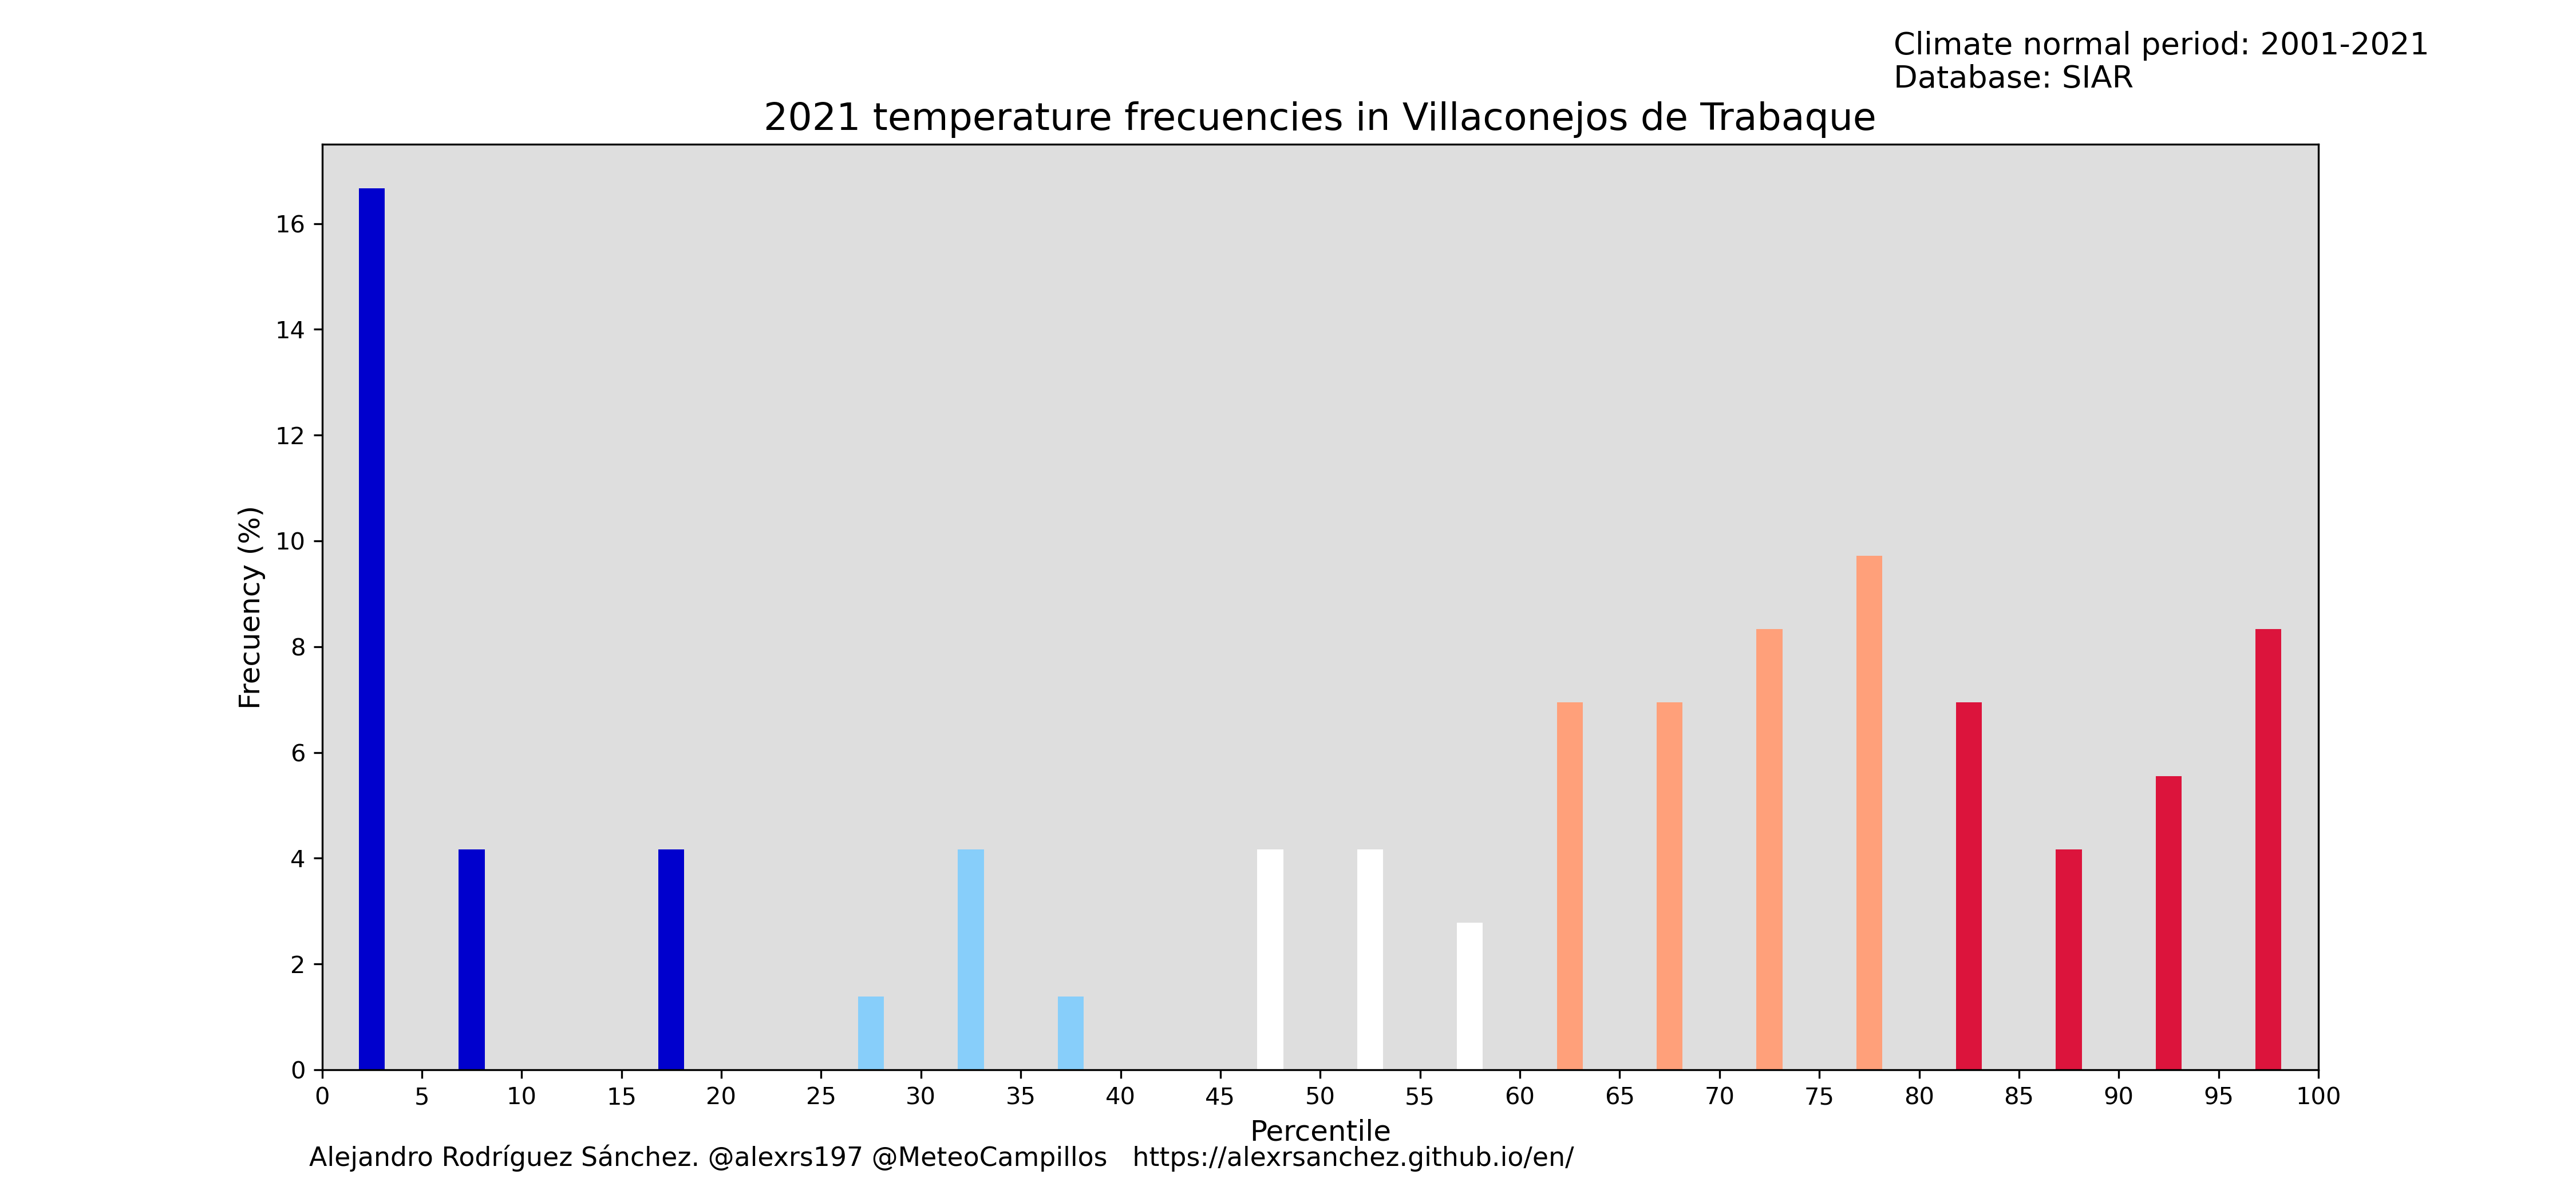 Climate normal period: 2001-2021
Database: SIAR
2021 temperature frecuencies in Villaconejos de Trabaque
Frecuency (%)
16
14
12
10
8
6
4
2
0
0 5 10 15 20 25 30 35 40 45 50 55 60 65 70 75 80 85 90 95 100
Percentile
Alejandro Rodríguez Sánchez. @alexrs197 @MeteoCampillos https://alexrsanchez.github.io/en/